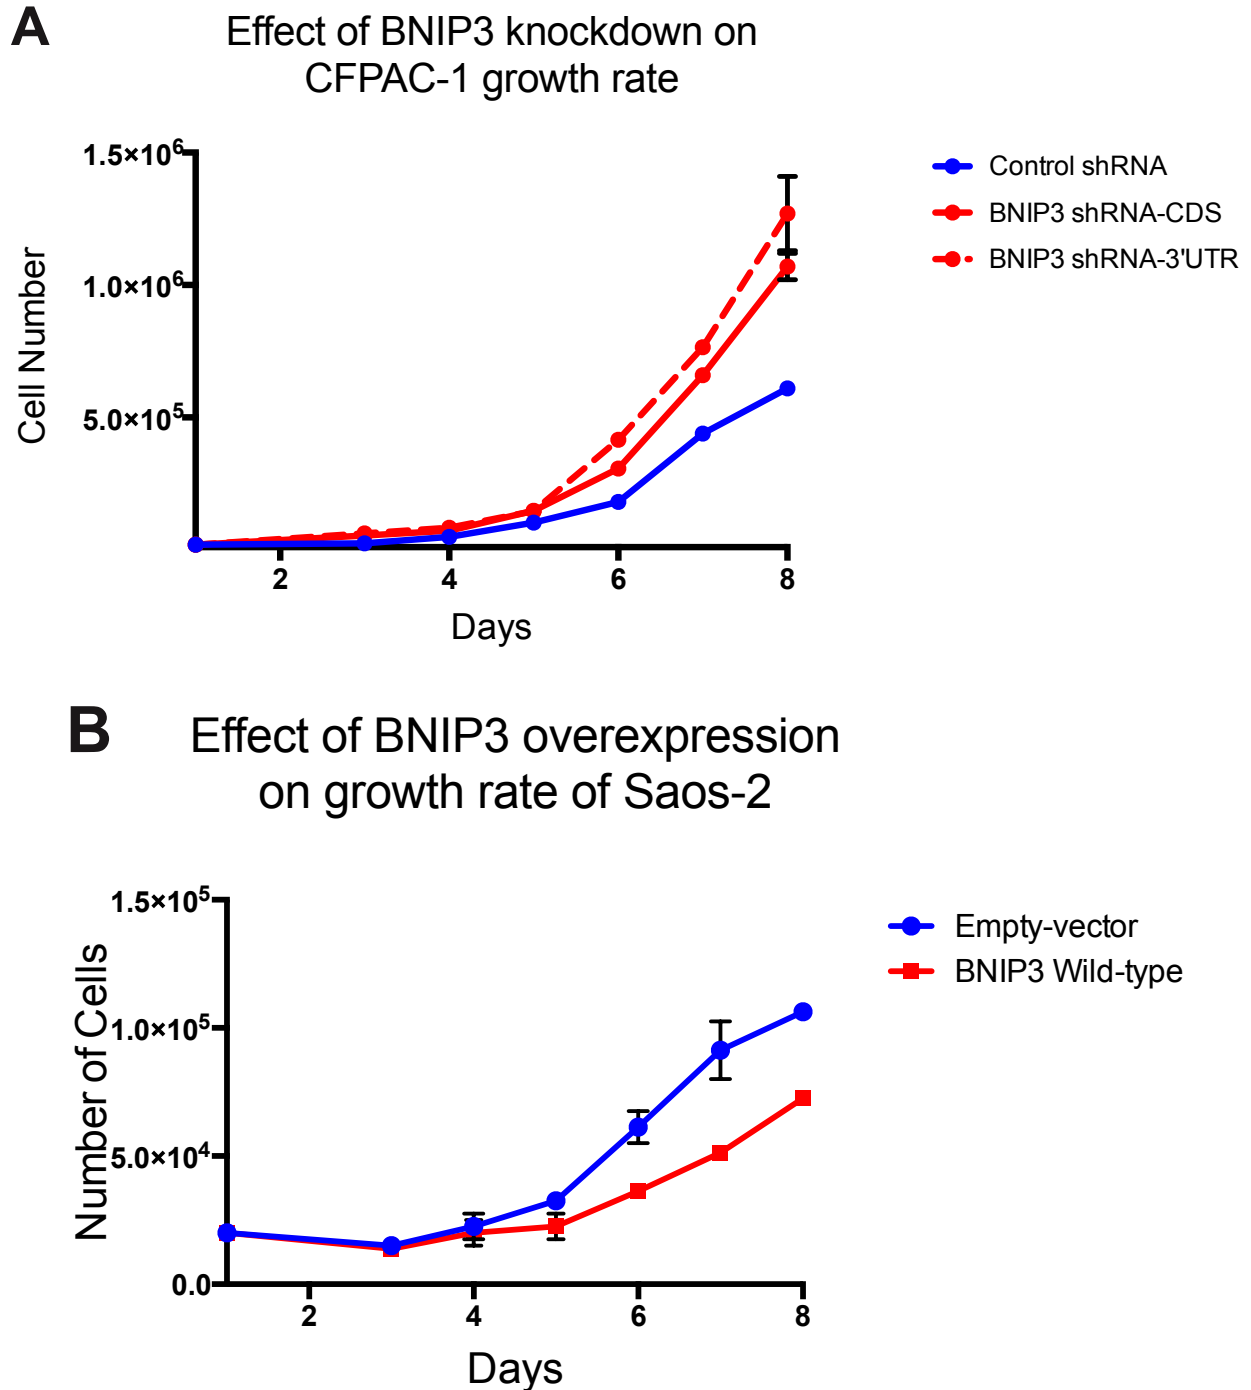 A
Effect of BNIP3 knockdown on
CFPAC-1 growth rate
1.5×10⁶
1.0×10⁶
5.0×10⁵
Cell Number
2 4 6 8
Days
Control shRNA
BNIP3 shRNA-CDS
BNIP3 shRNA-3'UTR
B
Effect of BNIP3 overexpression
on growth rate of Saos-2
1.5×10⁵
1.0×10⁵
5.0×10⁴
0.0
Number of Cells
2 4 6 8
Days
Empty-vector
BNIP3 Wild-type